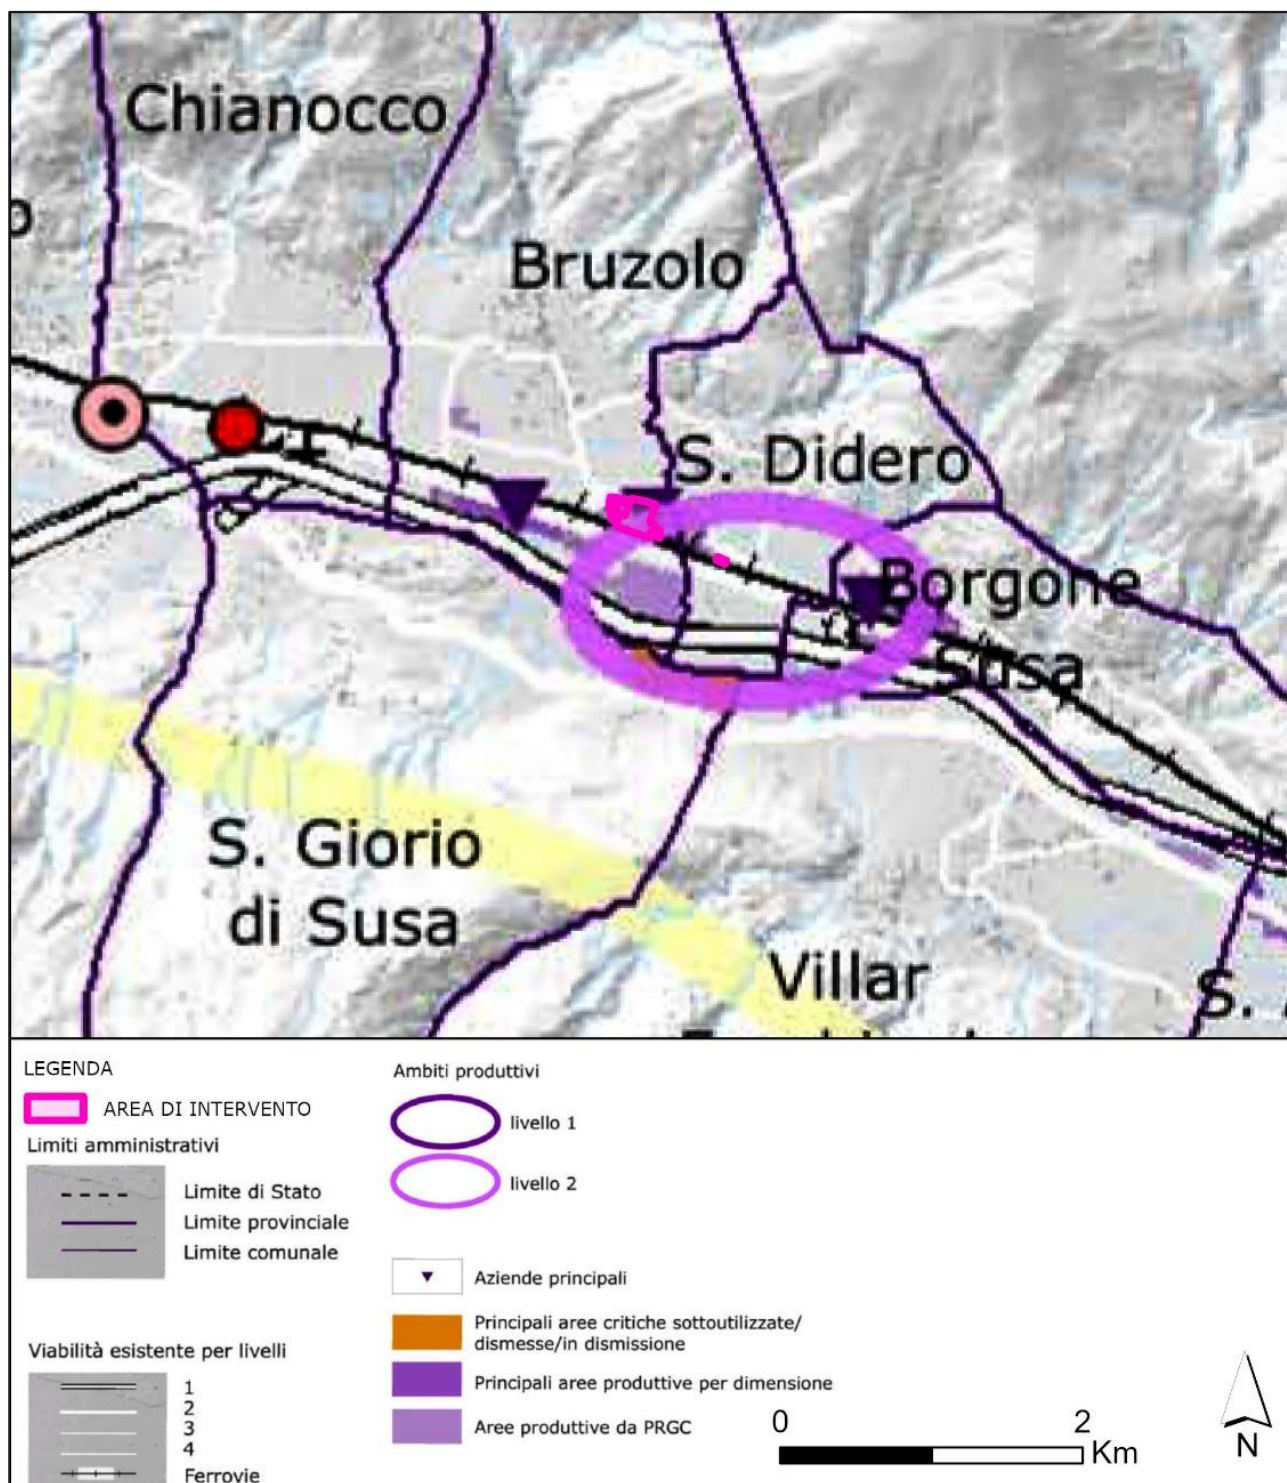 Chianocco
o
Bruzolo
S. Didero
Borgone
Susa
S. Giorio
di Susa
Villar
S.
LEGENDA
AREA DI INTERVENTO
Limiti amministrativi
Limite di Stato
Limite provinciale
Limite comunale
Viabilità esistente per livelli
1
2
3
4
Ferrovie
Ambiti produttivi
livello 1
livello 2
Aziende principali
Principali aree critiche sottoutilizzate/
dismesse/in dismissione
Principali aree produttive per dimensione
Aree produttive da PRGC
0 2
Km
N